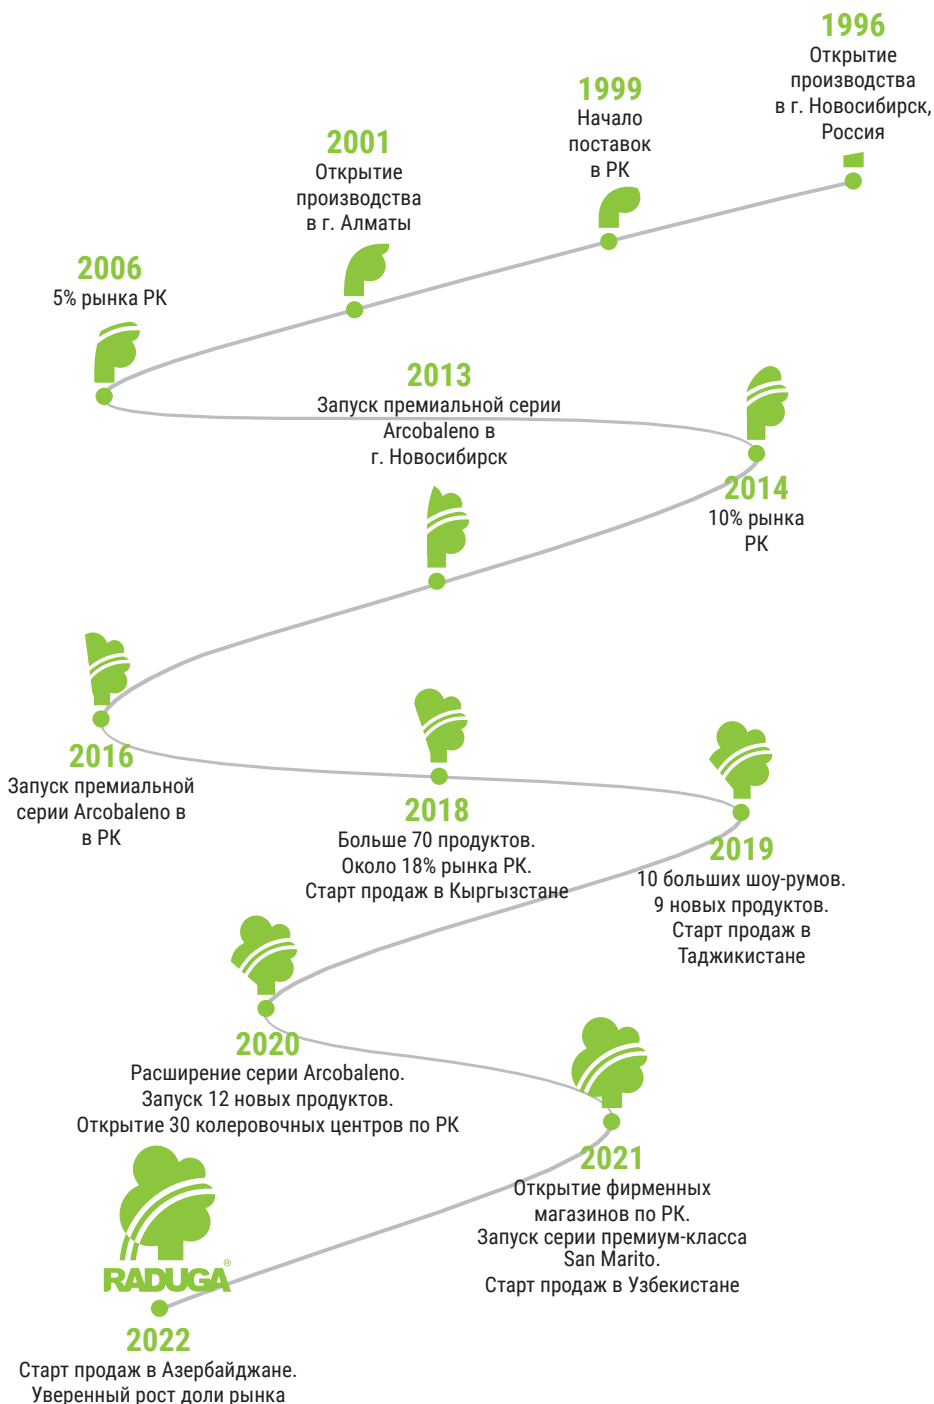 1996
Открытие
производства
в г. Новосибирск,
Россия
1999
Начало
поставок
в РК
2001
Открытие
производства
в г. Алматы
2006
5% рынка РК
2013
Запуск премиальной серии
Arcobaleno в
г. Новосибирск
2014
10% рынка
РК
2016
Запуск премиальной
серии Arcobaleno в
в РК
2018
Больше 70 продуктов.
Около 18% рынка РК.
Старт продаж в Кыргызстане
2019
10 больших шоу-румов.
9 новых продуктов.
Старт продаж в
Таджикистане
2020
Расширение серии Arcobaleno.
Запуск 12 новых продуктов.
Открытие 30 колеровочных центров по РК
2021
Открытие фирменных
магазинов по РК.
Запуск серии премиум-класса
San Marito.
Старт продаж в Узбекистане
RADUGA®
2022
Старт продаж в Азербайджане.
Уверенный рост доли рынка